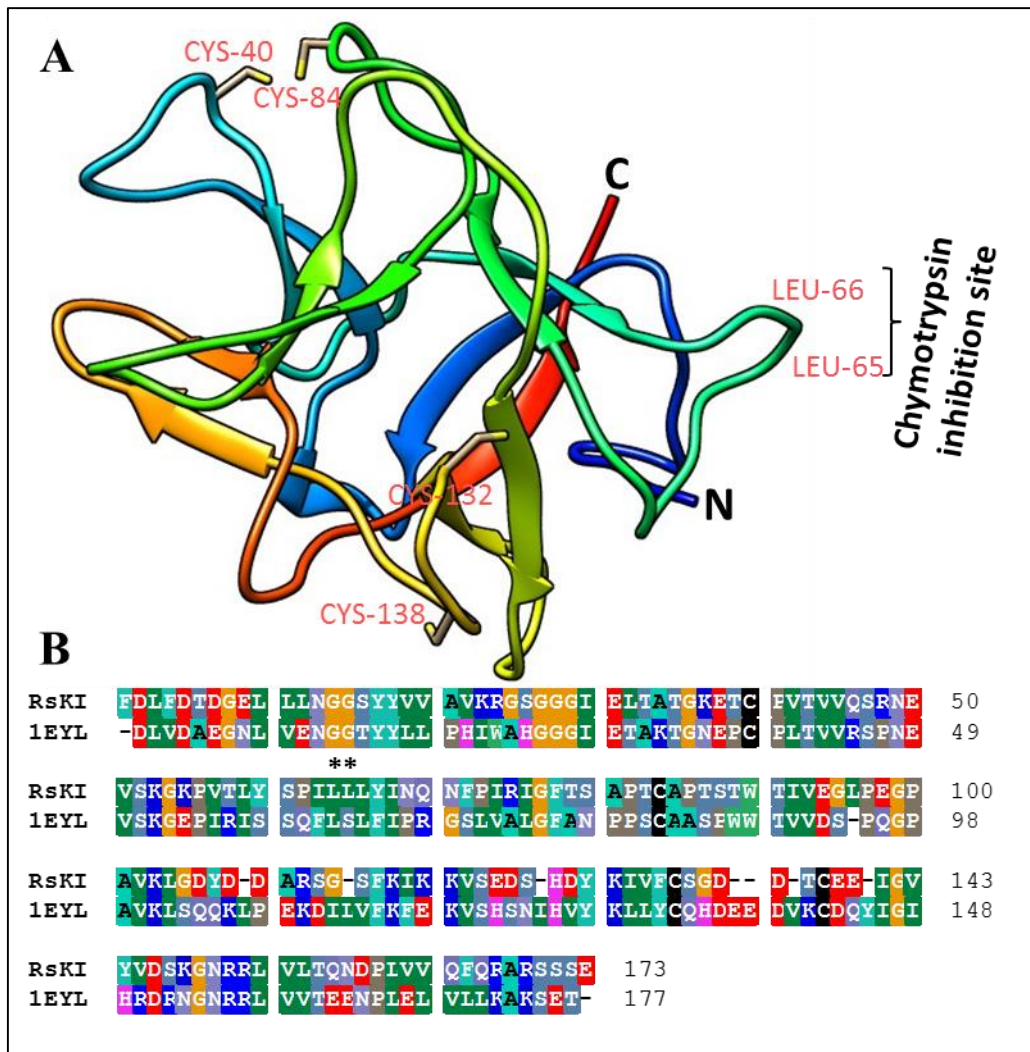 A
CYS-40
CYS-84
C
LEU-66
LEU-65
Chymotrypsin
inhibition site
N
CYS-132
CYS-138
B
RsKI FDLFDTDGEL LLNGGSYYVV AVKRGSGGGI ELTATGKETC PVTVVQSRNE 50
1EYL -DLVDAEGNL VENGGTYYLL PHIWAHGGGI ETAKTGNEPC PLTVVRSPNE 49
**
RsKI VSKGKPVTLY SPILLLYINQ NFPIRIGFTS APTCAPTSTW TIVEGLPEGP 100
1EYL VSKGEPIRIS SQFLSLFIPR GSLVALGFAN PPSCAASPWW TVVDS-PQGP 98
RsKI AVKLGDYD-D ARSG-SFKIK KVSEDS-HDY KIVFCSGD-- D-TCEE-IGV 143
1EYL AVKLSQQKLP EKDIIVFKFE KVSHSNIHVY KLLYCQHDEE DVKCDQYIGI 148
RsKI YVDSKGNRRL VLTQNDPLVV QFQRARSSSE 173
1EYL HRDRNGNRRL VVTEENPLEL VLLKAKSET- 177